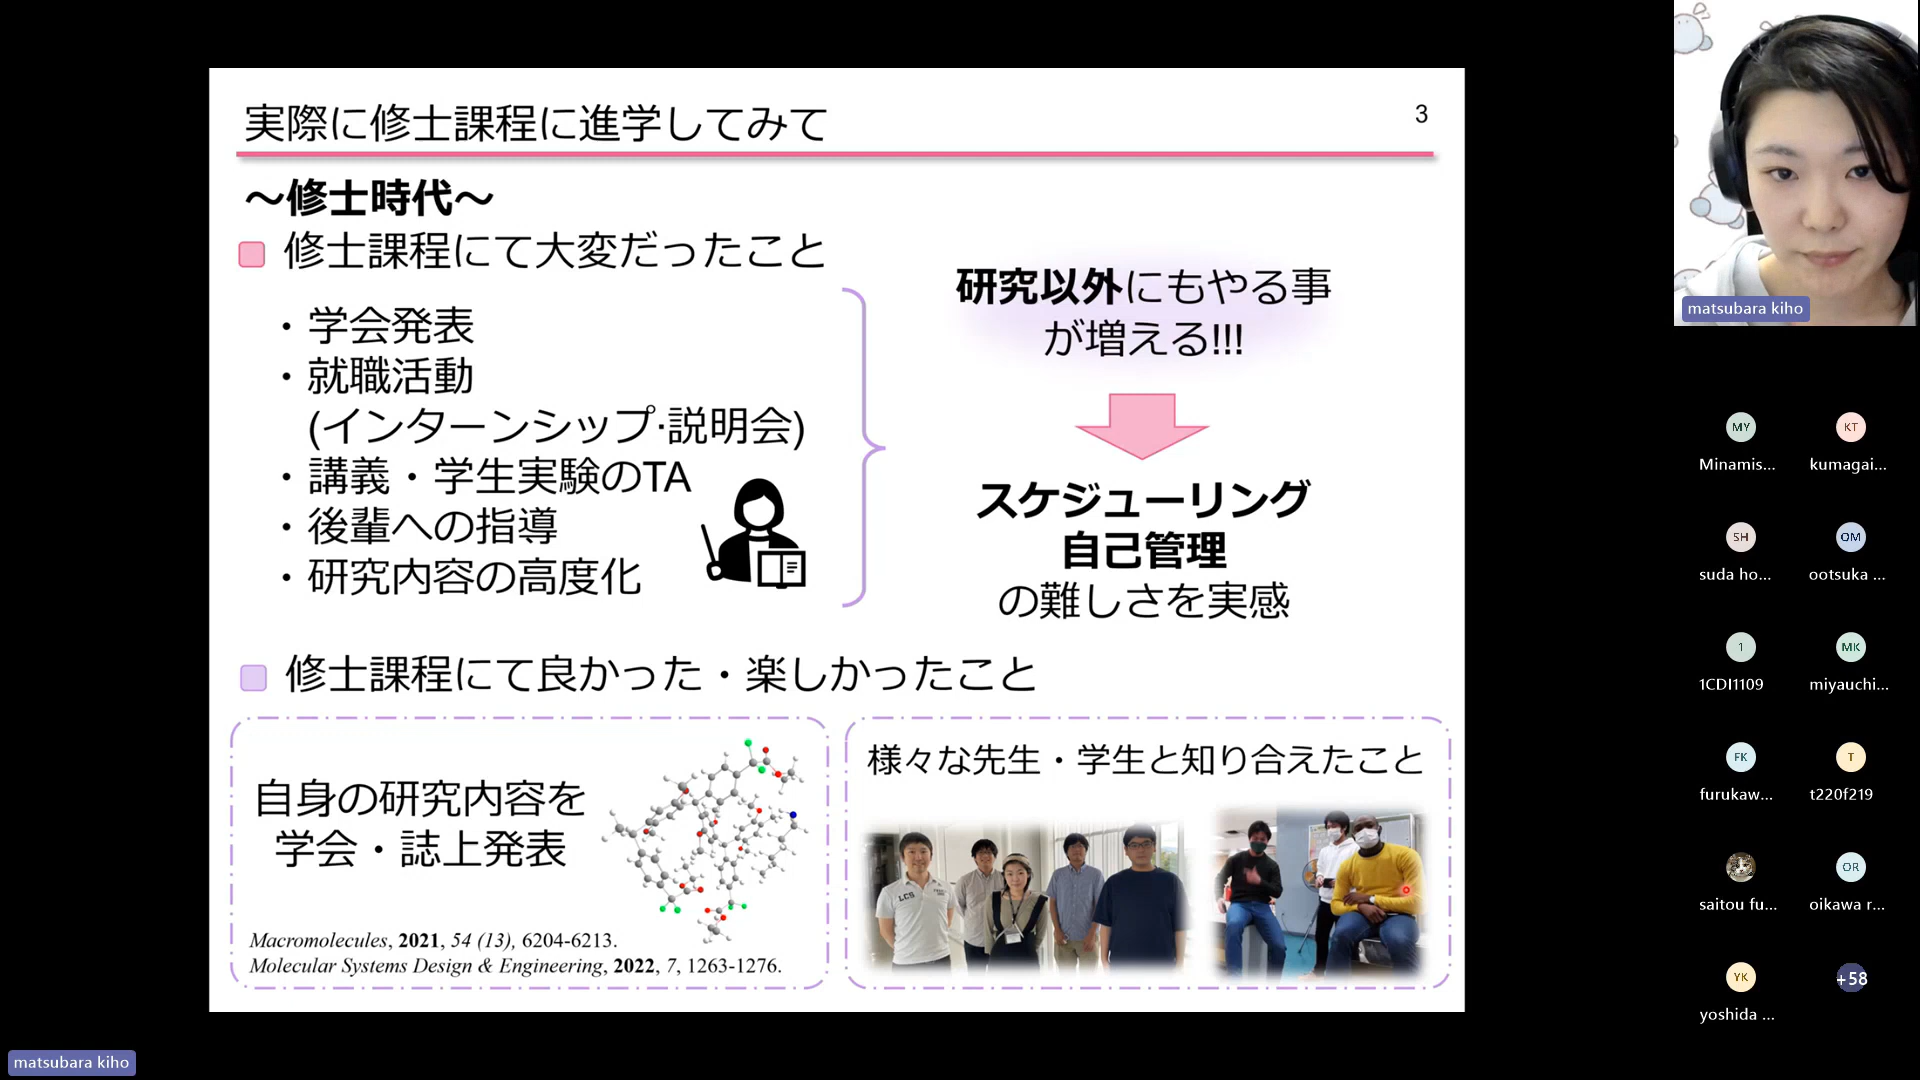 実際に修士課程に進学してみて
3
～修士時代～
修士課程にて大変だったこと
・学会発表
・就職活動
(インターンシップ·説明会)
・講義・学生実験のTA
・後輩への指導
・研究内容の高度化
研究以外にもやる事
が増える!!!
スケジューリング
自己管理
の難しさを実感
修士課程にて良かった・楽しかったこと
自身の研究内容を
学会・誌上発表
Macromolecules, 2021, 54 (13), 6204-6213.
Molecular Systems Design & Engineering, 2022, 7, 1263-1276.
様々な先生・学生と知り合えたこと
LCS
matsubara kiho
MY
Minamis...
KT
kumagai...
SH
suda ho...
OM
ootsuka ...
1
1CDI1109
MK
miyauchi...
FK
furukaw...
T
t220f219
saitou fu...
OR
oikawa r...
YK
yoshida ...
+58
matsubara kiho